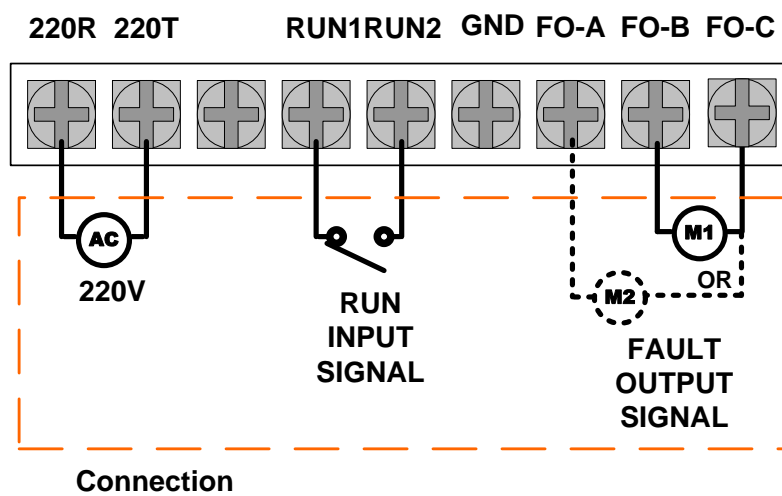 220R 220T RUN1RUN2 GND FO-A FO-B FO-C
AC
220V
RUN
INPUT
SIGNAL
M1
OR
M2
FAULT
OUTPUT
SIGNAL
Connection